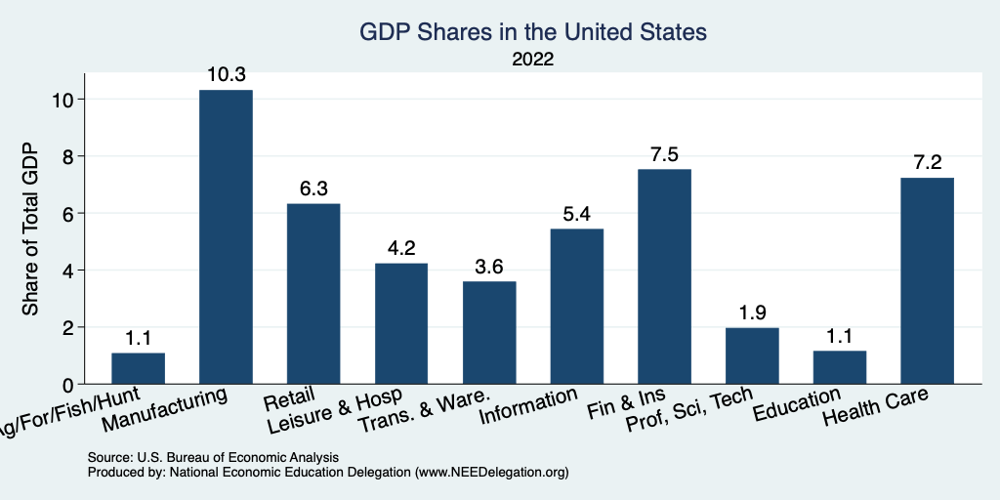 GDP Shares in the United States
2022
Share of Total GDP
10
8
6
4
2
0
1.1
10.3
6.3
4.2
3.6
5.4
7.5
1.9
1.1
7.2
g/For/Fish/Hunt
Manufacturing
Retail
Leisure & Hosp
Trans. & Ware.
Information
Fin & Ins
Prof, Sci, Tech
Education
Health Care
Source: U.S. Bureau of Economic Analysis
Produced by: National Economic Education Delegation (www.NEEDelegation.org)